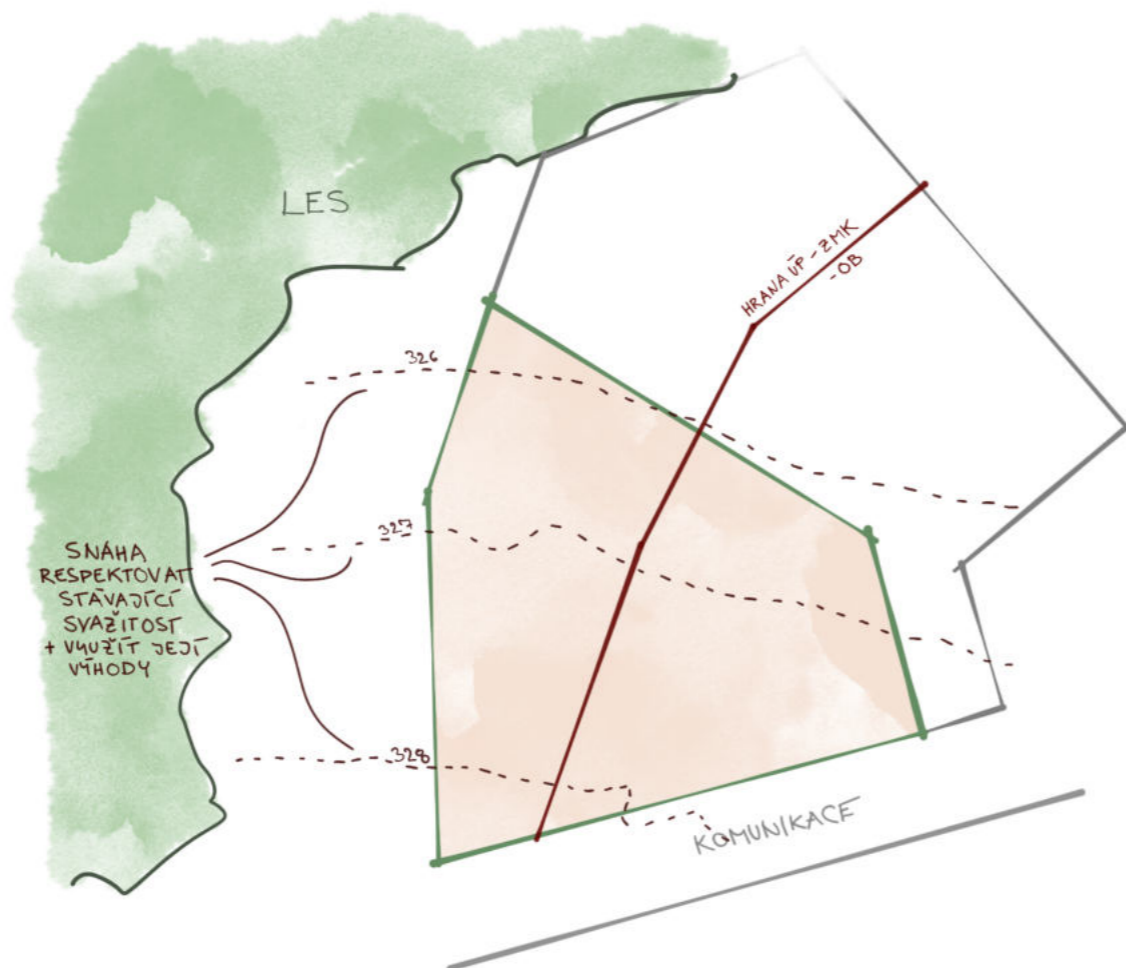 LES
HRANA ÚP - ZMK
- OB
326
327
SNAHA
RESPEKTOVAT
STÁVAJÍCÍ
SVAŽITOST
+ VYUŽÍT JEJÍ
VÝHODY
328
KOMUNIKACE